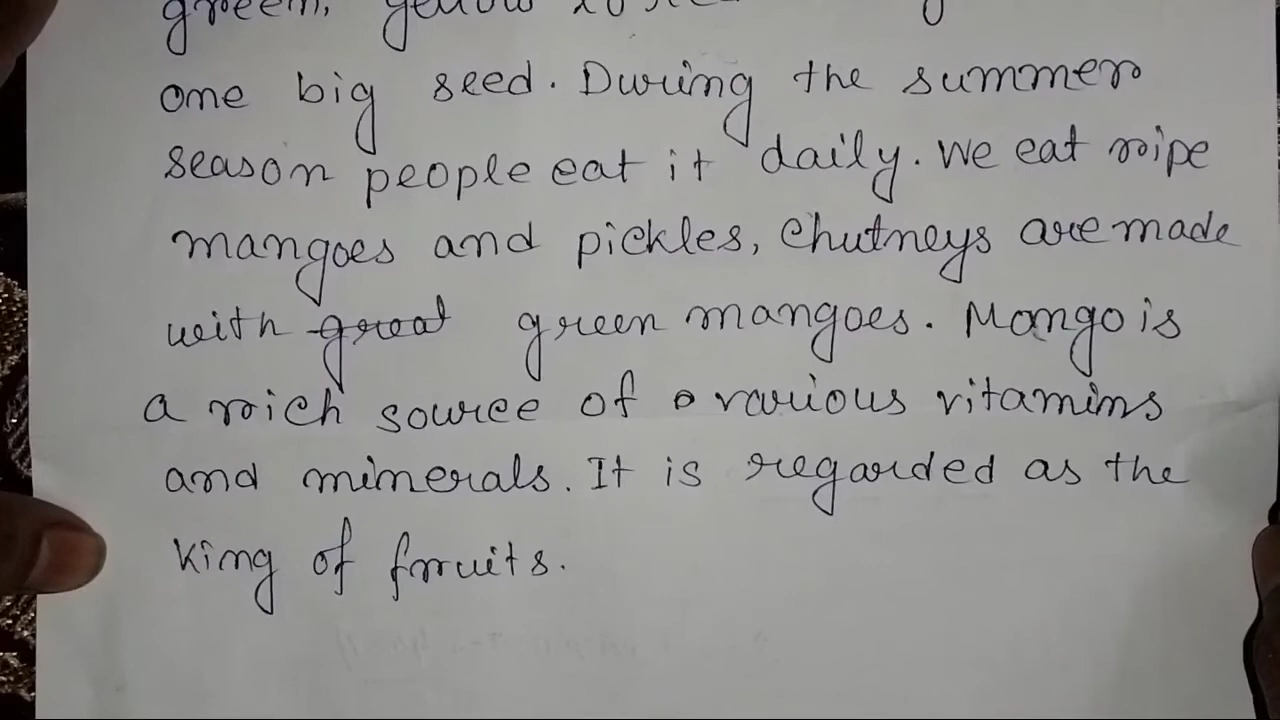 green, yellow
one big seed. During the summer
season people eat it daily. We eat ripe
mangoes and pickles, Chutneys are made
with great green mangoes. Mango is
a rich source of various vitamins
and minerals. It is regarded as the
King of fruits.